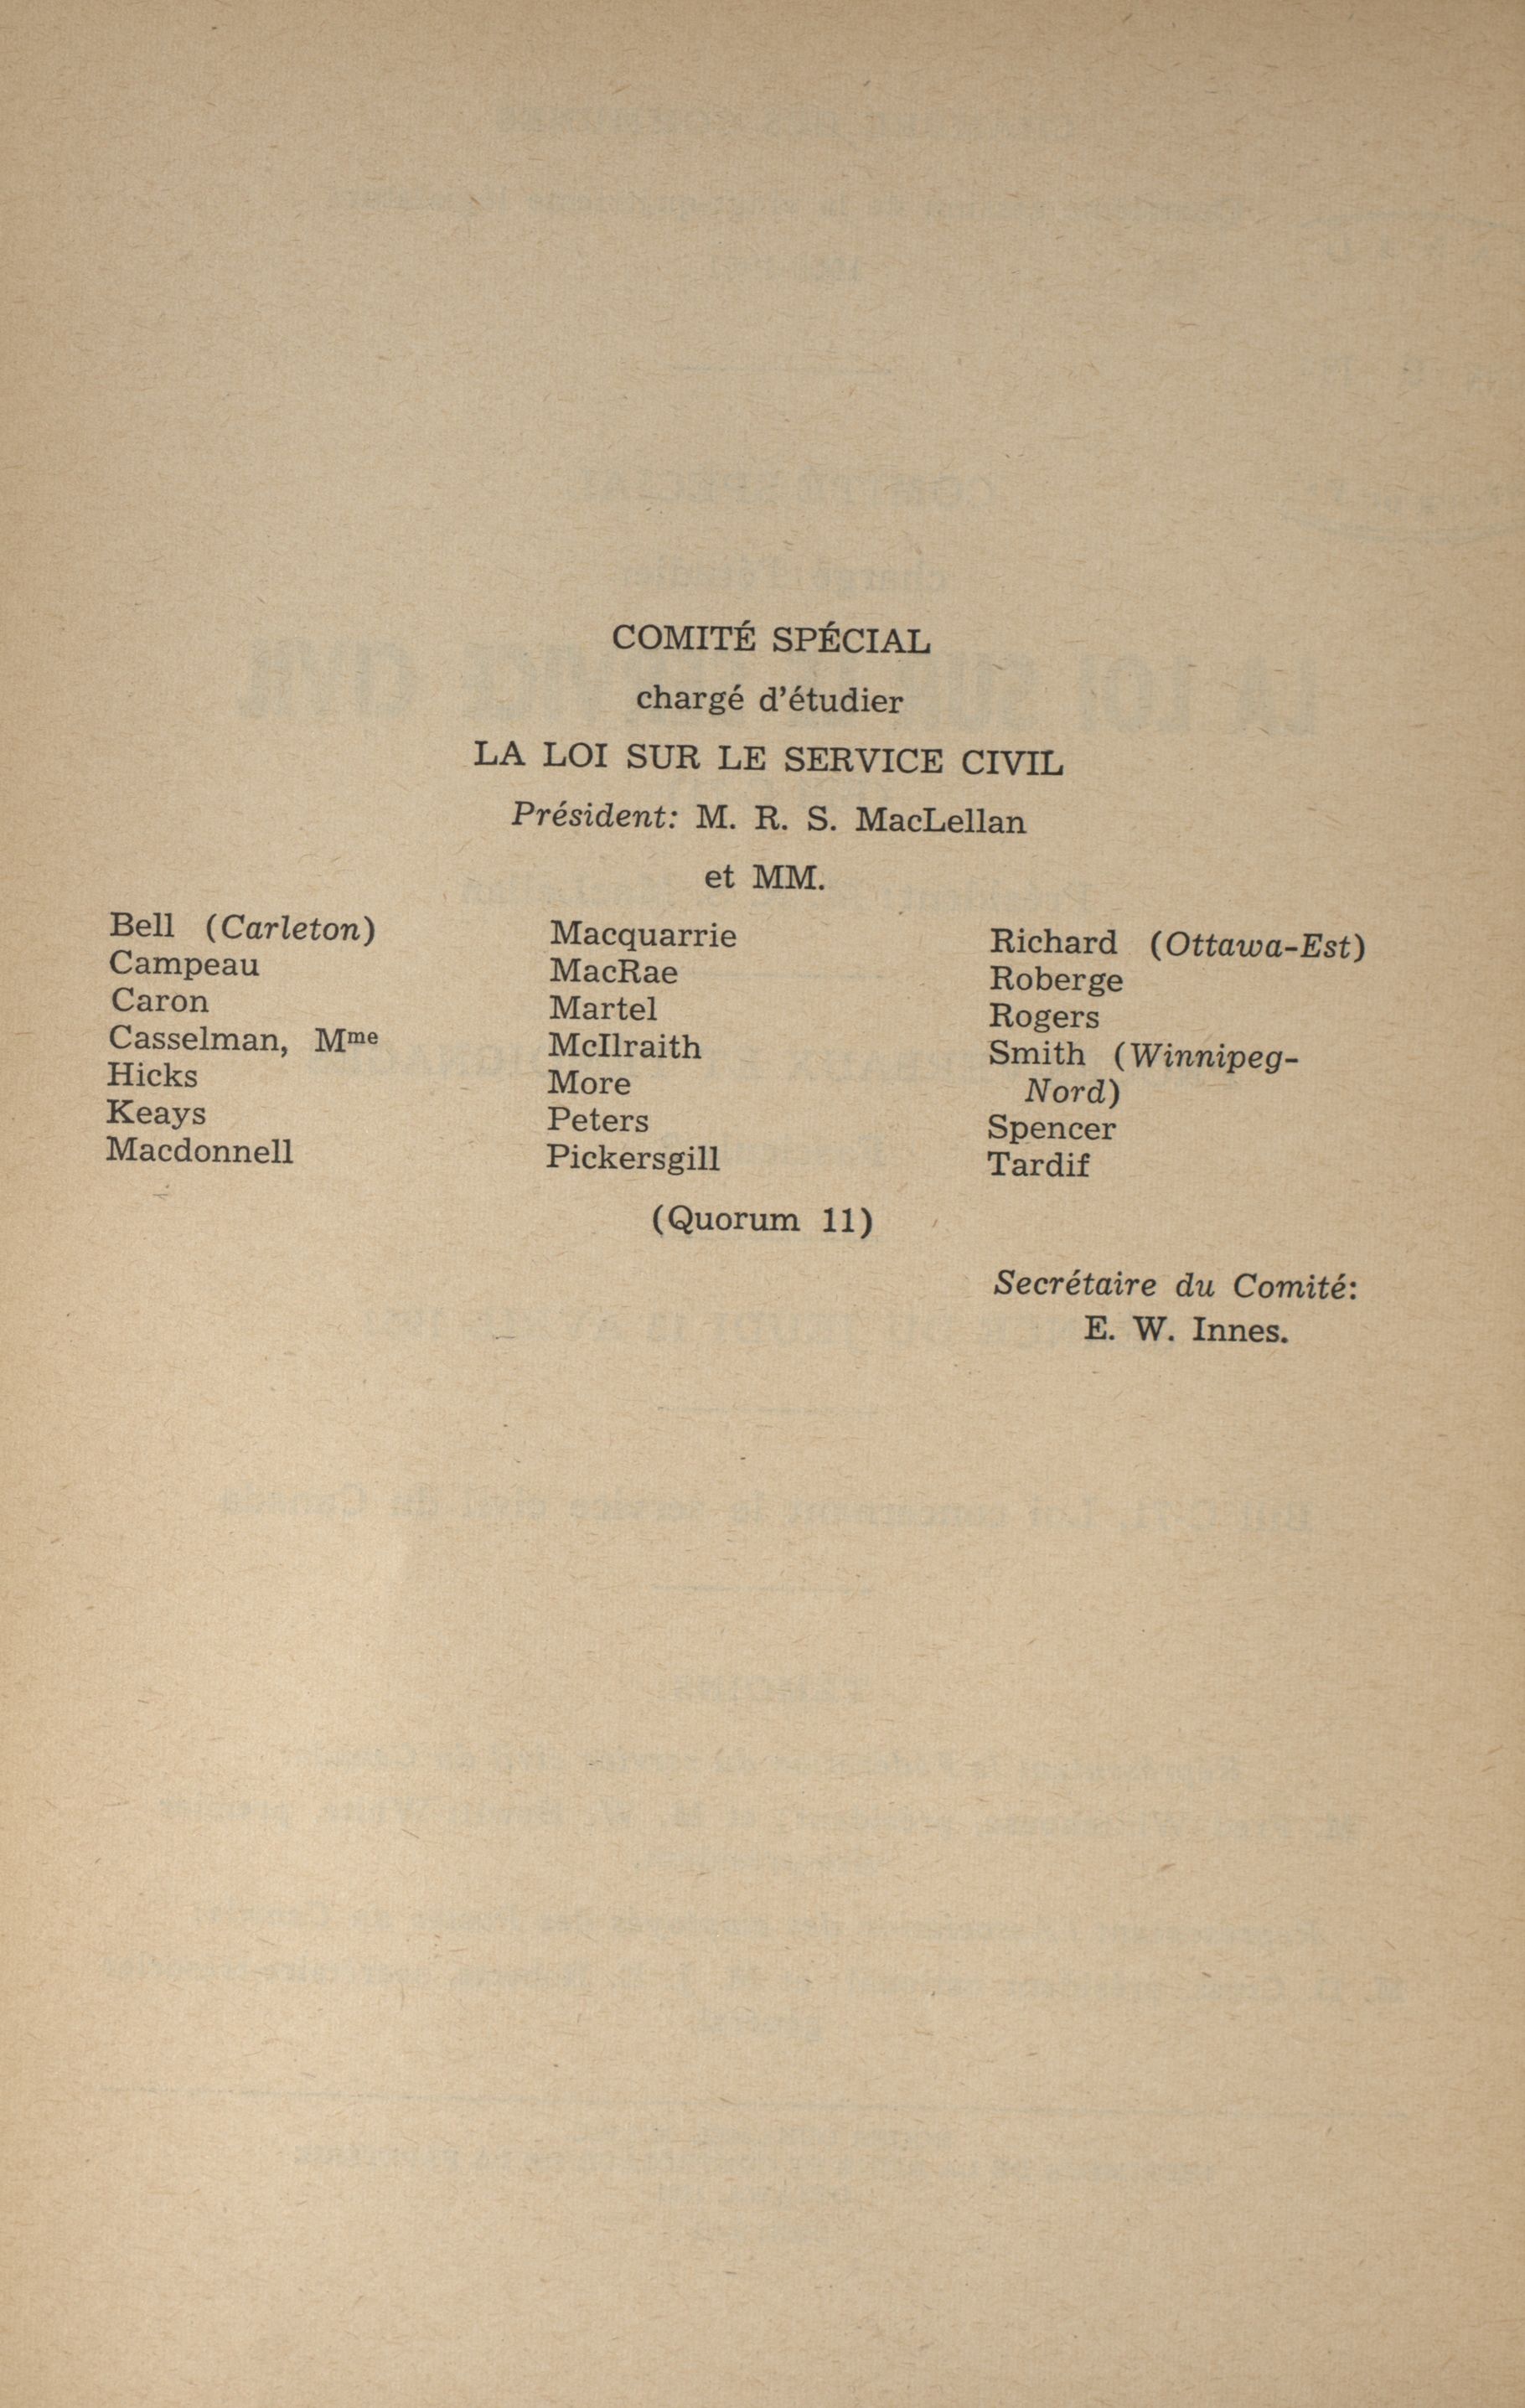 COMITÉ SPÉCIAL
chargé d'étudier
LA LOI SUR LE SERVICE CIVIL
Président: M. R. S. MacLellan
et MM.
Bell (Carleton)
Campeau
Caron
Casselman, Mme
Hicks
Keays
Macdonnell
Macquarrie
MacRae
Martel
McIlraith
More
Peters
Pickersgill
Richard (Ottawa-Est)
Roberge
Rogers
Smith (Winnipeg-
Nord)
Spencer
Tardif
(Quorum 11)
Secrétaire du Comité:
E. W. Innes.